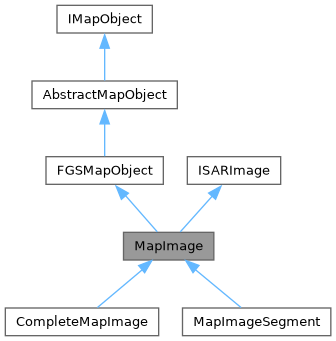 IMapObject
AbstractMapObject
FGSMapObject
ISARImage
MapImage
CompleteMapImage
MapImageSegment